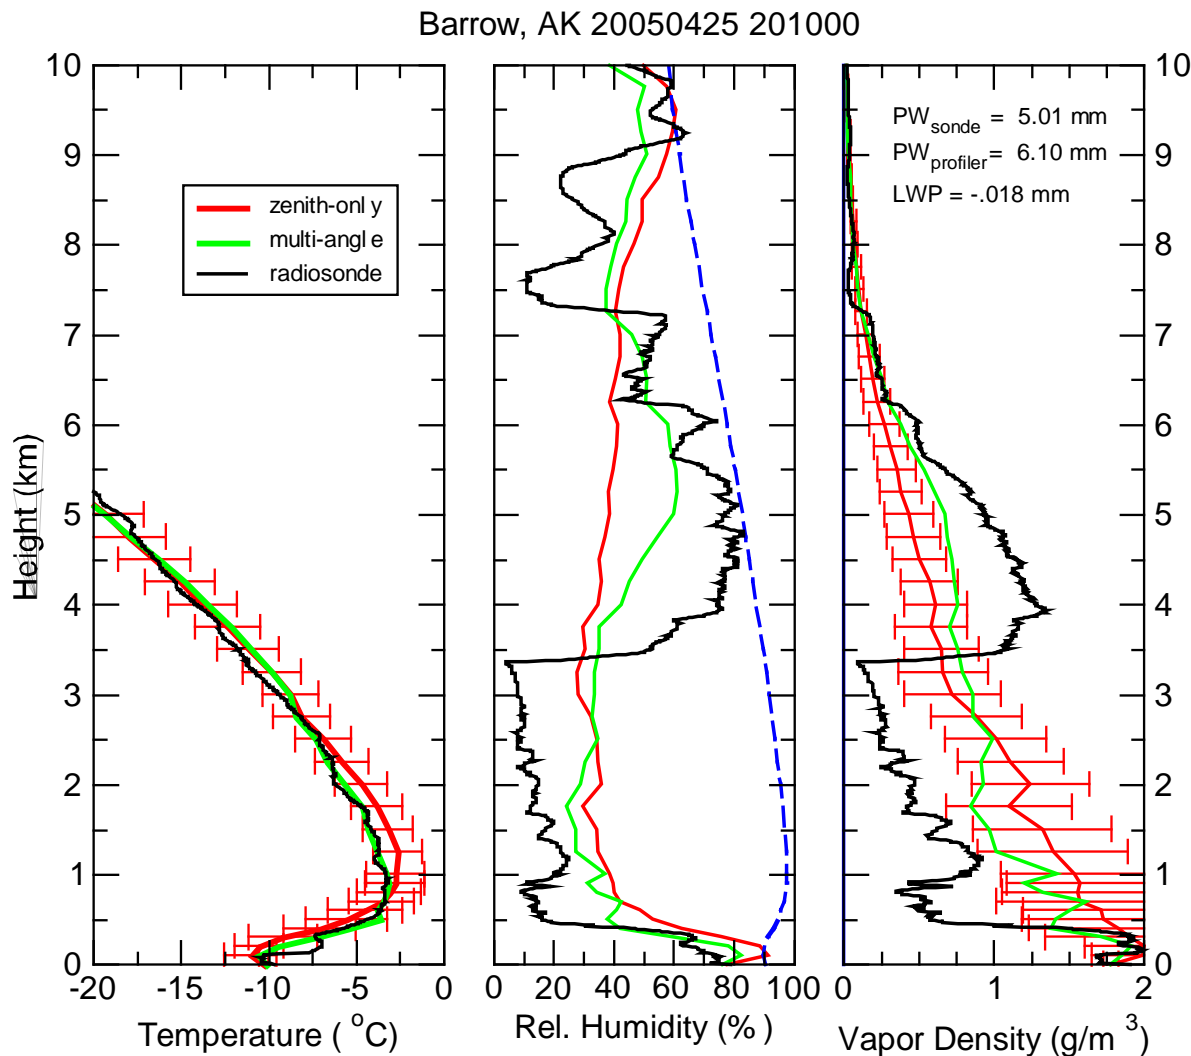 Barrow, AK 20050425 201000
10
9
8
7
6
5
4
3
2
1
0
Height (km)
zenith-onl y
multi-angl e
radiosonde
-20 -15 -10 -5 0
Temperature ( °C)
0 20 40 60 80 100
Rel. Humidity (% )
PWsonde = 5.01 mm
PWprofiler= 6.10 mm
LWP = -.018 mm
10
9
8
7
6
5
4
3
2
1
0
0 1 2
Vapor Density (g/m 3)